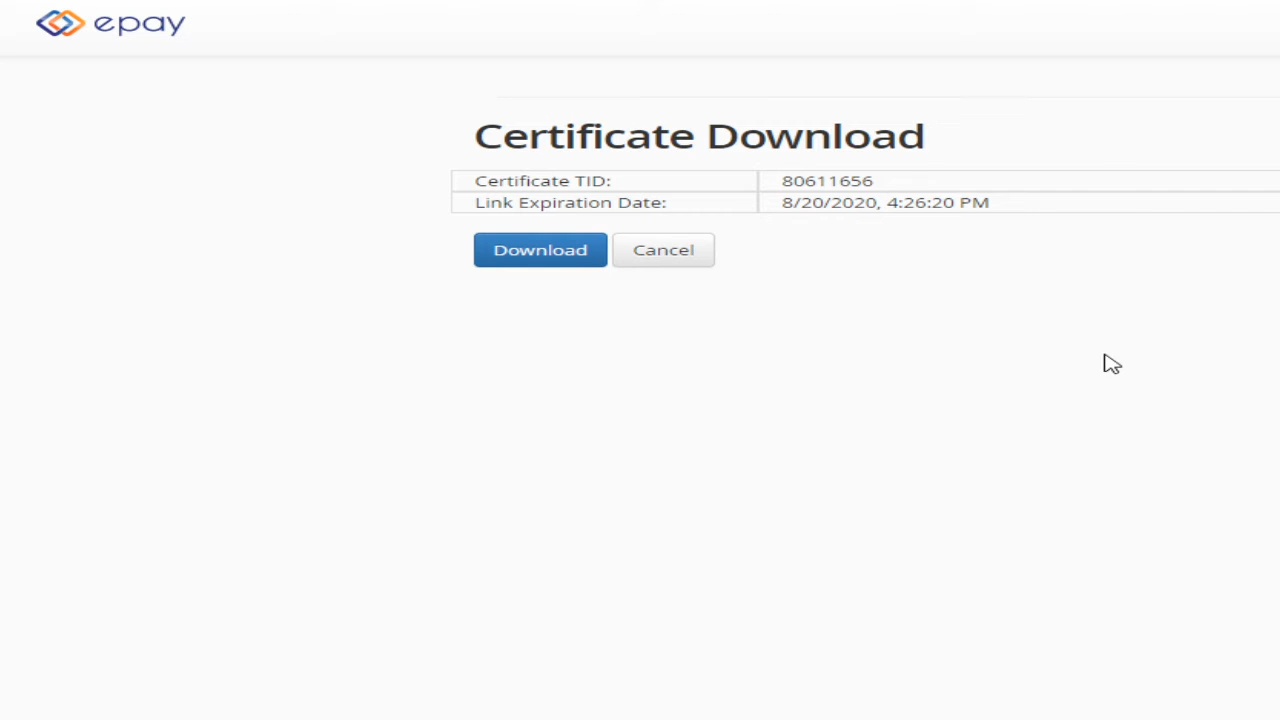 epay
Certificate Download
Certificate TID: 80611656
Link Expiration Date: 8/20/2020, 4:26:20 PM
Download Cancel